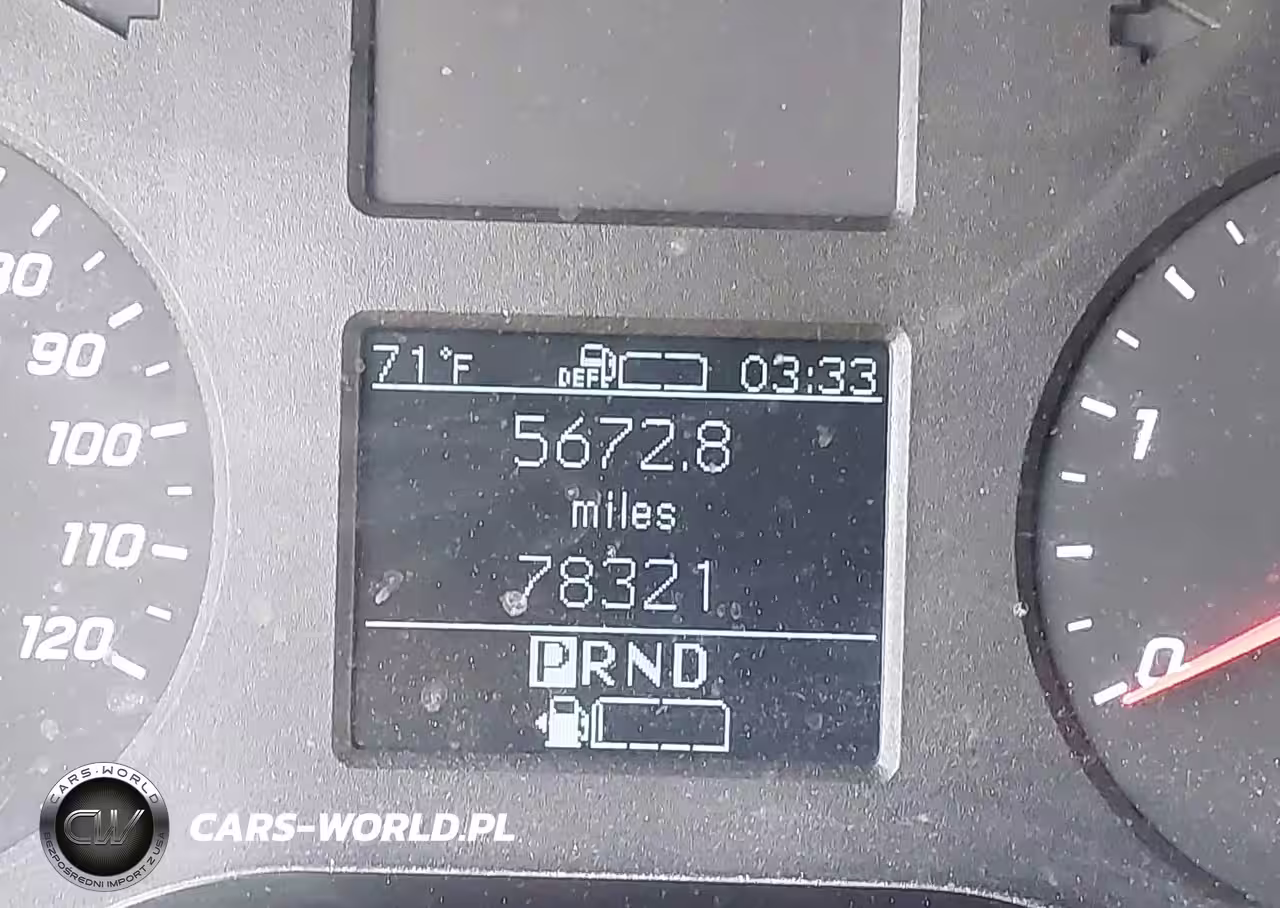 80
90
100
110
120
71°F DEF 03:33
5672.8
miles
78321
PRND
1
0
CARS-WORLD
CW
BEZPOŚREDNI IMPORT Z USA
CARS-WORLD.PL